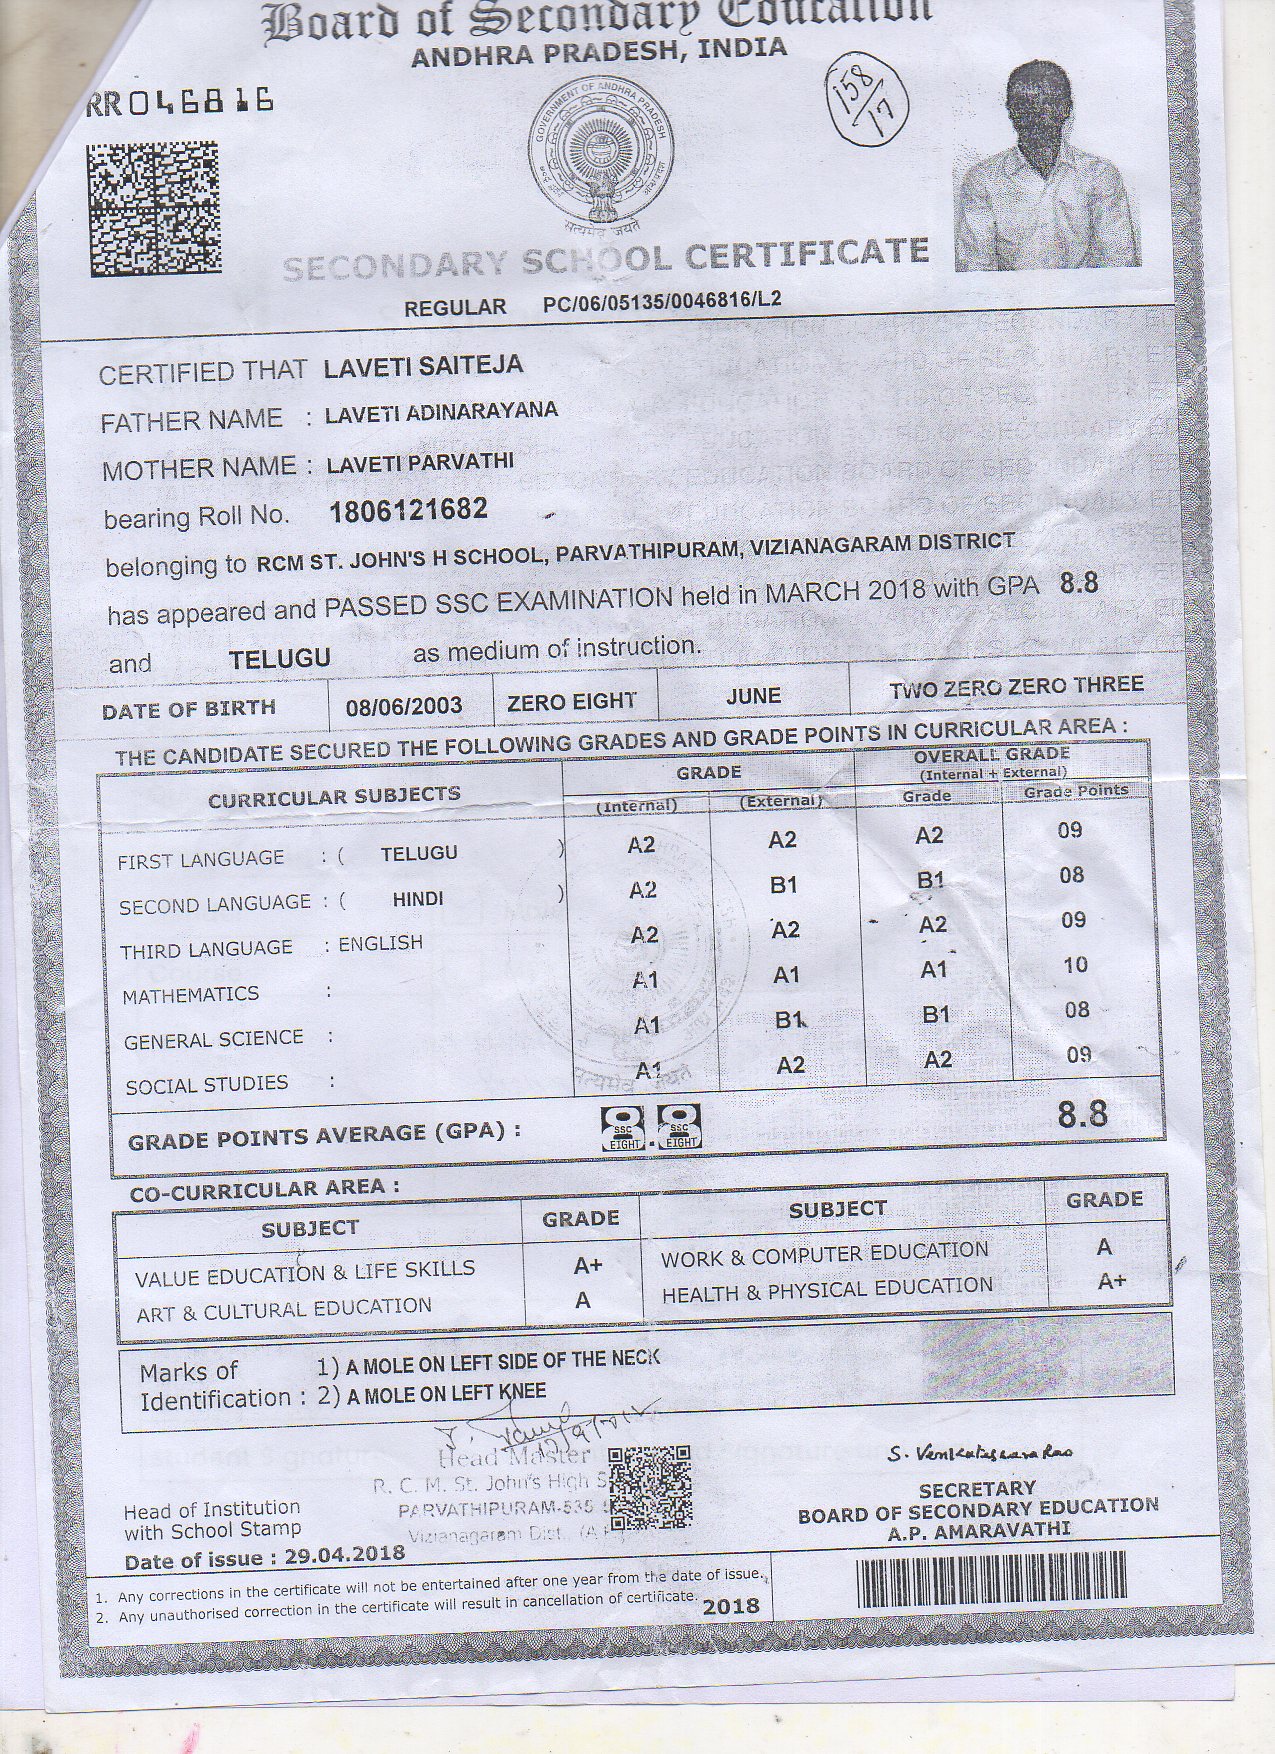 Board of Secondary Education
ANDHRA PRADESH, INDIA
RR046816
158/17
GOVERNMENT OF ANDHRA PRADESH
सत्यमेव जयते
SECONDARY SCHOOL CERTIFICATE
REGULAR PC/06/05135/0046816/L2
CERTIFIED THAT LAVETI SAITEJA
FATHER NAME : LAVETI ADINARAYANA
MOTHER NAME : LAVETI PARVATHI
bearing Roll No. 1806121682
belonging to RCM ST. JOHN'S H SCHOOL, PARVATHIPURAM, VIZIANAGARAM DISTRICT
has appeared and PASSED SSC EXAMINATION held in MARCH 2018 with GPA 8.8
and TELUGU as medium of instruction.
DATE OF BIRTH 08/06/2003 ZERO EIGHT JUNE TWO ZERO ZERO THREE
THE CANDIDATE SECURED THE FOLLOWING GRADES AND GRADE POINTS IN CURRICULAR AREA :
CURRICULAR SUBJECTS GRADE OVERALL GRADE
(Internal + External)
(Internal) (External) Grade Grade Points
FIRST LANGUAGE : ( TELUGU ) A2 A2 A2 09
SECOND LANGUAGE : ( HINDI ) A2 B1 B1 08
THIRD LANGUAGE : ENGLISH A2 A2 A2 09
MATHEMATICS : A1 A1 A1 10
GENERAL SCIENCE : A1 B1 B1 08
SOCIAL STUDIES : A1 A2 A2 09
सत्यमेव जयते
GRADE POINTS AVERAGE (GPA) : SSC EIGHT . SSC EIGHT 8.8
CO-CURRICULAR AREA :
SUBJECT GRADE SUBJECT GRADE
VALUE EDUCATION & LIFE SKILLS A+ WORK & COMPUTER EDUCATION A
ART & CULTURAL EDUCATION A HEALTH & PHYSICAL EDUCATION A+
Marks of 1) A MOLE ON LEFT SIDE OF THE NECK
Identification : 2) A MOLE ON LEFT KNEE
Head Master
R. C. M. St. John's High S
PARVATHIPURAM-535
Vizianagaram Dist., (A.P
Head of Institution
with School Stamp
Date of issue : 29.04.2018
S. Venkateswara Rao
SECRETARY
BOARD OF SECONDARY EDUCATION
A.P. AMARAVATHI
1. Any corrections in the certificate will not be entertained after one year from the date of issue.
2. Any unauthorised correction in the certificate will result in cancellation of certificate.
2018